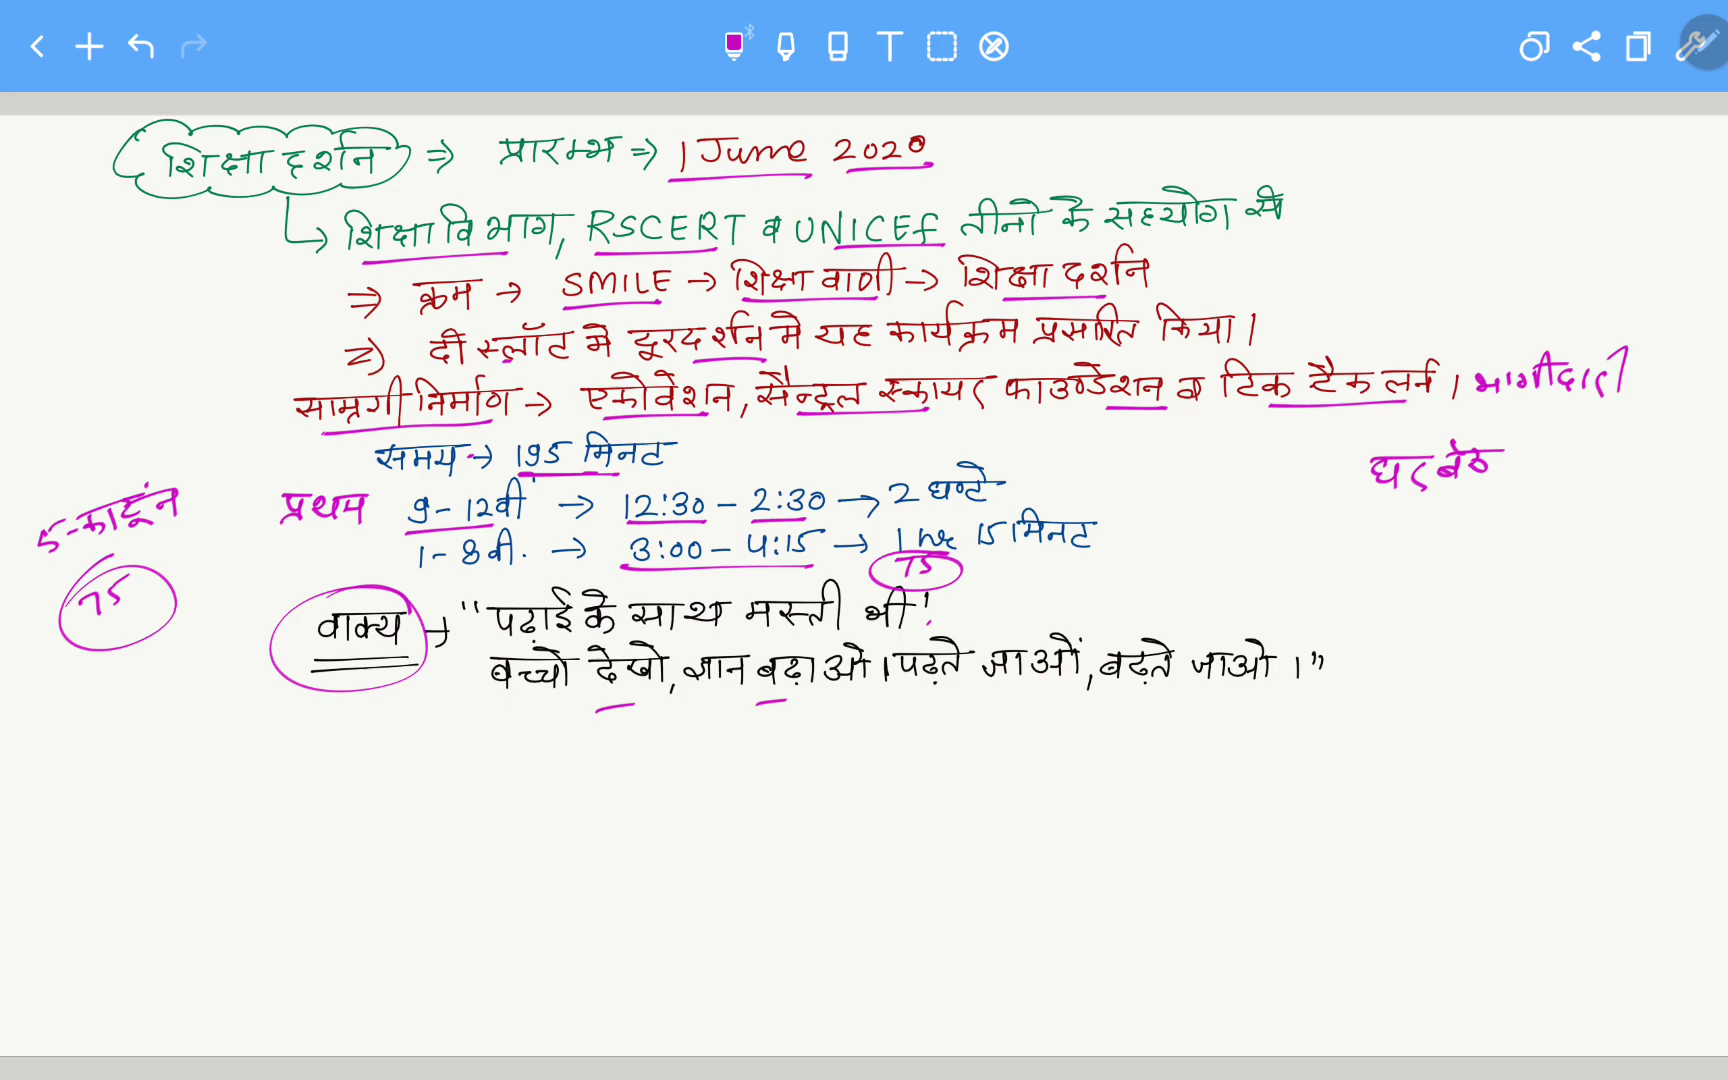 शिक्षा दर्शन ⇒ प्रारम्भ ⇒ 1 June 2020
↳ शिक्षा विभाग, RSCERT व UNICEF तीनो के सहयोग से
⇒ क्रम → SMILE → शिक्षा वाणी → शिक्षा दर्शन
⇒ दो स्लॉट मे दूरदर्शन मे यह कार्यक्रम प्रसारित किया।
सामग्री निर्माण → एकोवेशन, सैन्ट्रल स्कायर फाउण्डेशन व टिक टैक लर्न। भागीदारी
समय → 195 मिनट
घर बैठे
5-कार्टून
75
प्रथम 9-12वी → 12:30 - 2:30 → 2 घण्टे
1-8वी. → 3:00 - 4:15 → 1 hr 15 मिनट
75
वाक्य → "पढ़ाई के साथ मस्ती भी!
बच्चो देखो, ज्ञान बढ़ाओ। पढ़ते जाओं, बढ़ते जाओ।"